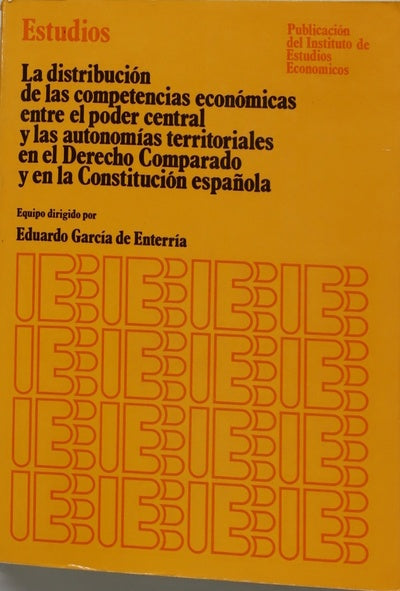 Estudios
Publicación
del Instituto de
Estudios
Economicos
La distribución
de las competencias económicas
entre el poder central
y las autonomías territoriales
en el Derecho Comparado
y en la Constitución española
Equipo dirigido por
Eduardo García de Enterría